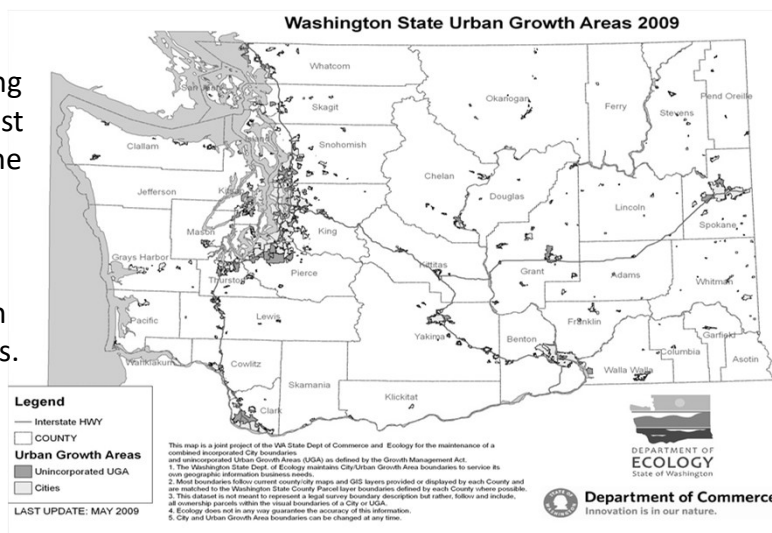 Washington State Urban Growth Areas 2009
ng
st
ne
n
s.
Whatcom
San Juan
Skagit
Okanogan
Ferry
Stevens
Pend Oreille
Clallam
Snohomish
Chelan
Douglas
Jefferson
Kitsap
Lincoln
Spokane
Mason
King
Grays Harbor
Kittitas
Grant
Adams
Whitman
Thurston
Pierce
Pacific
Lewis
Yakima
Franklin
Garfield
Benton
Columbia
Asotin
Wahkiakum
Cowlitz
Walla Walla
Skamania
Klickitat
Clark
Legend
Interstate HWY
COUNTY
Urban Growth Areas
Unincorporated UGA
Cities
LAST UPDATE: MAY 2009
This map is a joint project of the WA State Dept of Commerce and Ecology for the maintenance of a
combined incorporated City boundaries
and unincorporated Urban Growth Areas (UGA) as defined by the Growth Management Act.
1. The Washington State Dept. of Ecology maintains City/Urban Growth Area boundaries to service its
own geographic information business needs.
2. Most boundaries follow current county/city maps and GIS layers provided or displayed by each County and
are matched to the Washington State County Parcel layer boundaries defined by each County where possible.
3. This dataset is not meant to represent a legal survey boundary description but rather, follow and include,
all ownership parcels within the visual boundaries of a City or UGA.
4. Ecology does not in any way guarantee the accuracy of this information.
5. City and Urban Growth Area boundaries can be changed at any time.
DEPARTMENT OF
ECOLOGY
State of Washington
Department of Commerce
Innovation is in our nature.